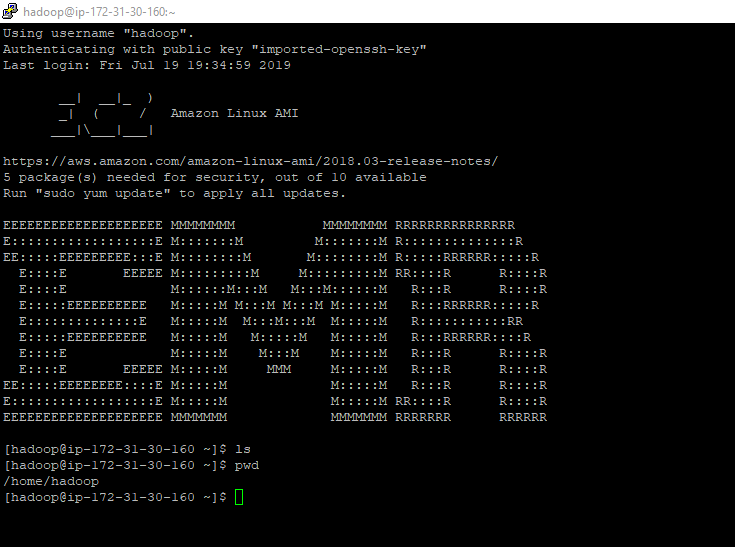 hadoop@ip-172-31-30-160:~
Using username "hadoop".
Authenticating with public key "imported-openssh-key"
Last login: Fri Jul 19 19:34:59 2019
       __|  __|_  )
       _|  (     /   Amazon Linux AMI
      ___|\___|___|
https://aws.amazon.com/amazon-linux-ami/2018.03-release-notes/
5 package(s) needed for security, out of 10 available
Run "sudo yum update" to apply all updates.
EEEEEEEEEEEEEEEEEEEE MMMMMMMM           MMMMMMMM RRRRRRRRRRRRRRR
E::::::::::::::::::E M:::::::M         M:::::::M R::::::::::::::R
EE:::::EEEEEEEEE:::E M::::::::M       M::::::::M R:::::RRRRRR:::::R
  E::::E       EEEEE M:::::::::M     M:::::::::M RR::::R      R::::R
  E::::E             M::::::M:::M   M:::M::::::M   R:::R      R::::R
  E:::::EEEEEEEEEE   M:::::M M:::M M:::M M:::::M   R:::RRRRRR:::::R
  E::::::::::::::E   M:::::M  M:::M:::M  M:::::M   R:::::::::::RR
  E:::::EEEEEEEEEE   M:::::M   M:::::M   M:::::M   R:::RRRRRR::::R
  E::::E             M:::::M    M:::M    M:::::M   R:::R      R::::R
  E::::E       EEEEE M:::::M     MMM     M:::::M   R:::R      R::::R
EE:::::EEEEEEEE::::E M:::::M             M:::::M   R:::R      R::::R
E::::::::::::::::::E M:::::M             M:::::M RR::::R      R::::R
EEEEEEEEEEEEEEEEEEEE MMMMMMM             MMMMMMM RRRRRRR      RRRRRR
[hadoop@ip-172-31-30-160 ~]$ ls
[hadoop@ip-172-31-30-160 ~]$ pwd
/home/hadoop
[hadoop@ip-172-31-30-160 ~]$